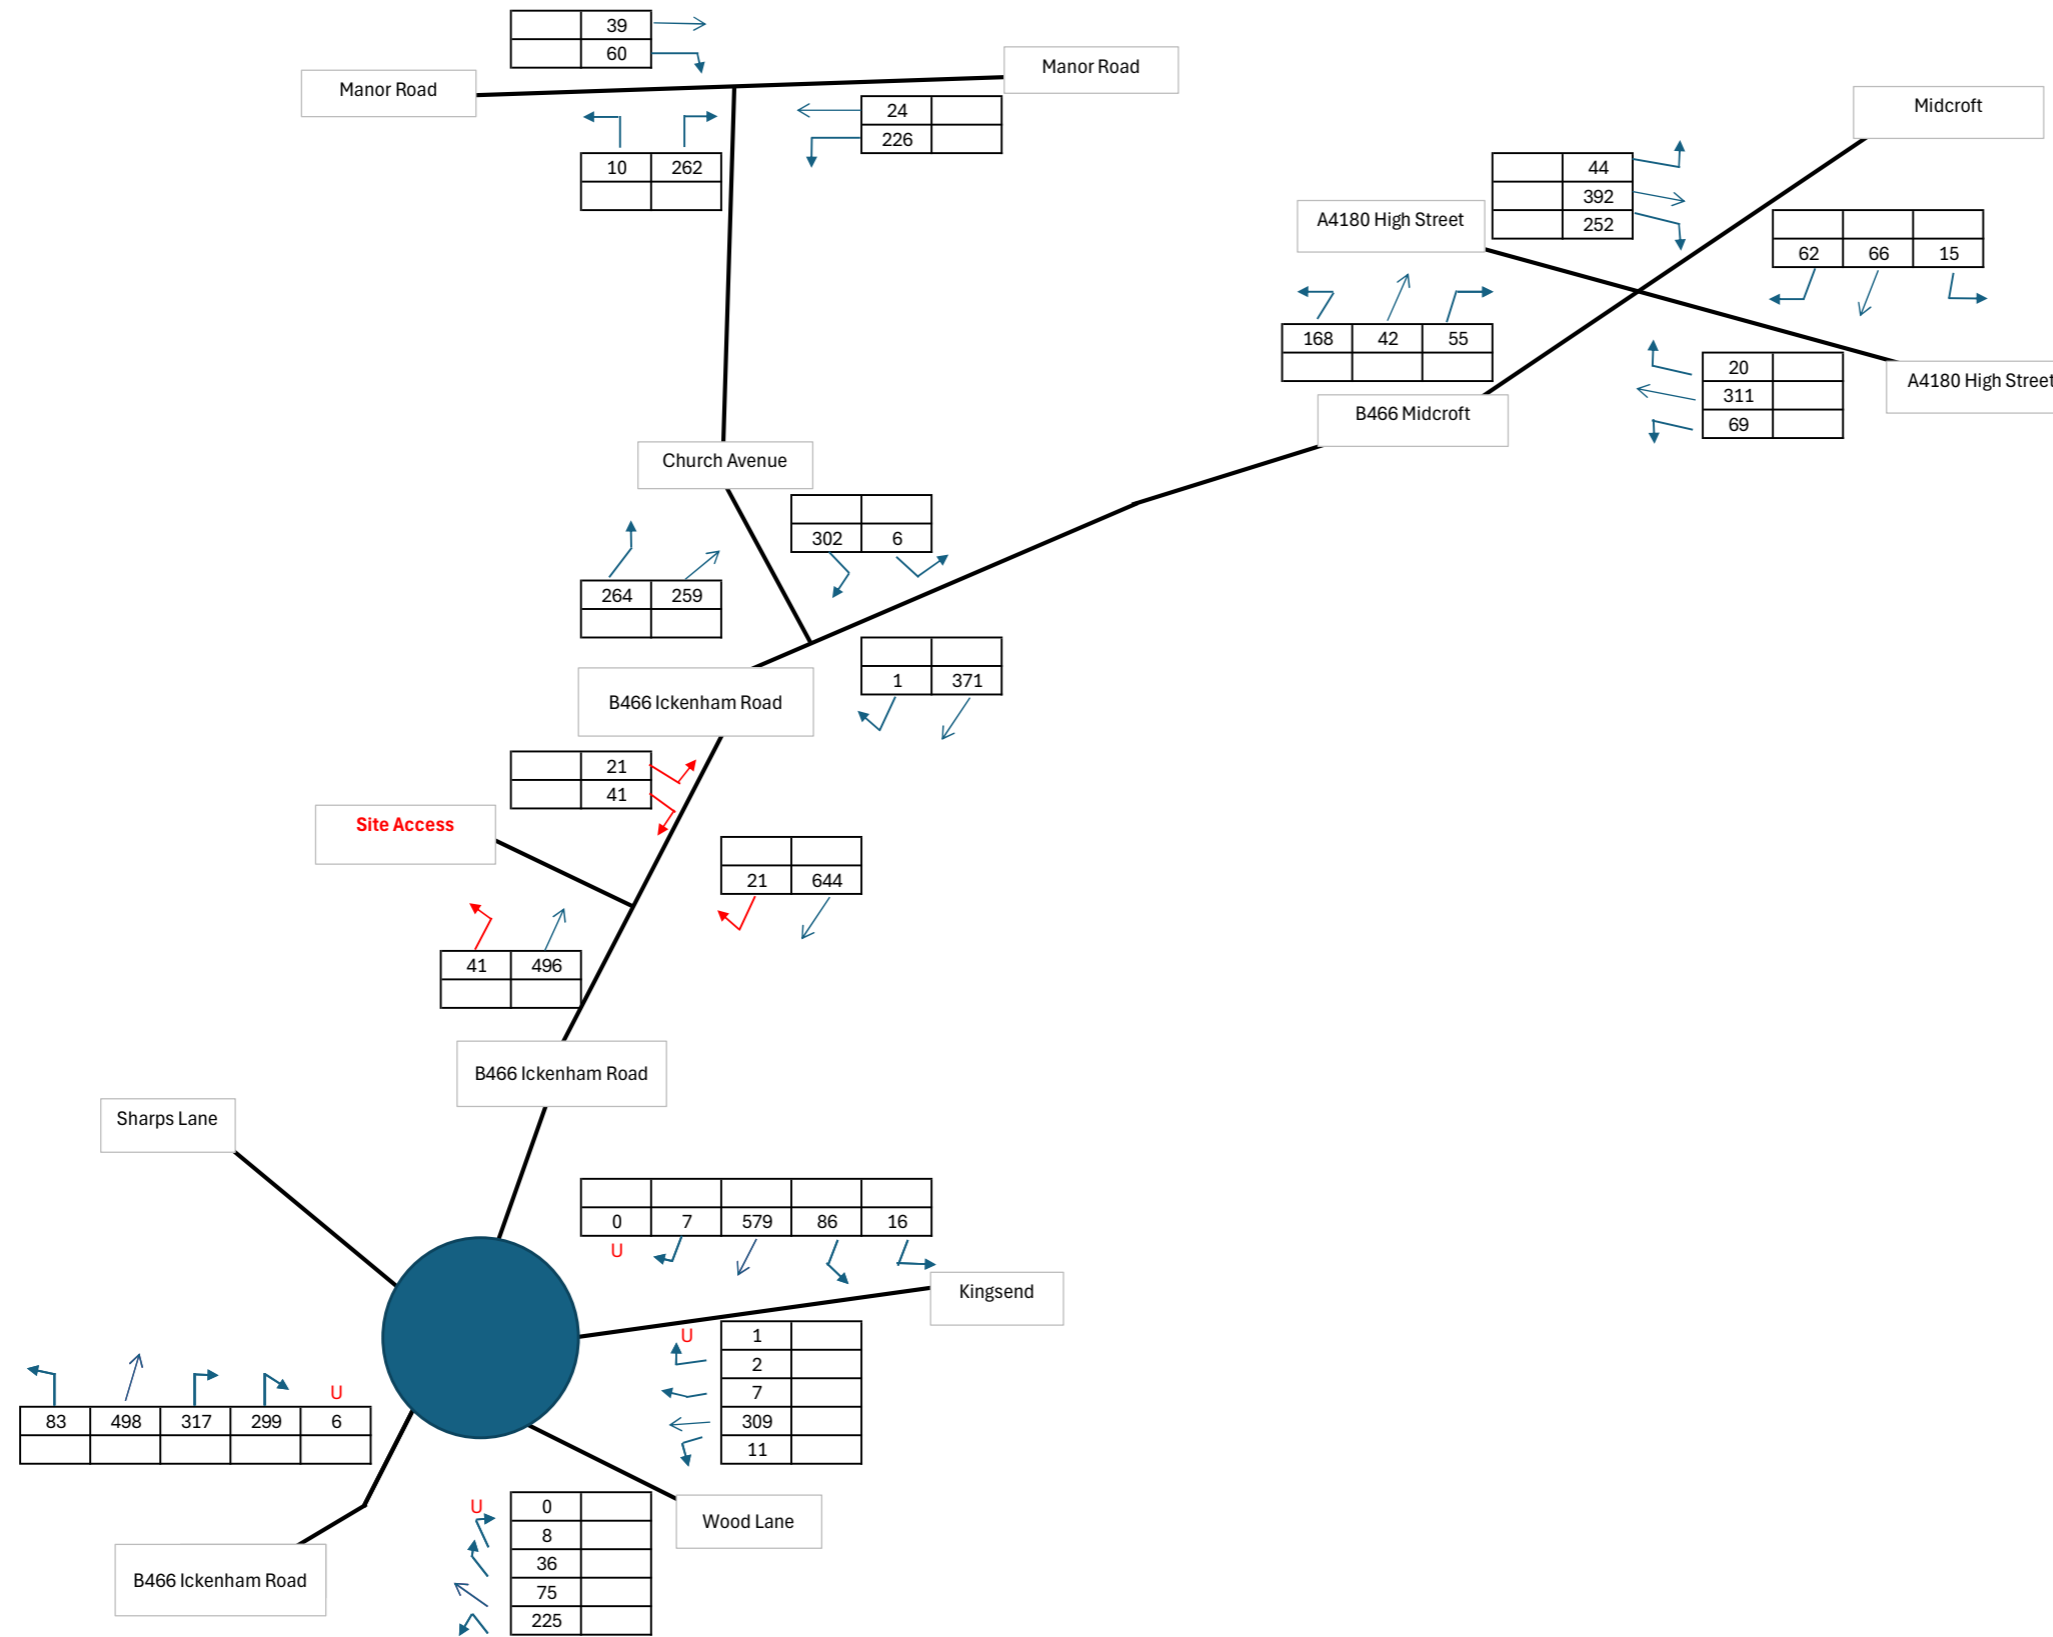 39
60
Manor Road
Manor Road
24
226
10 262
Midcroft
44
392
252
A4180 High Street
62 66 15
168 42 55
20
311
69
A4180 High Street
B466 Midcroft
Church Avenue
302 6
264 259
1 371
B466 Ickenham Road
21
41
Site Access
21 644
41 496
B466 Ickenham Road
Sharps Lane
0 7 579 86 16
U
Kingsend
U 1
2
7
309
11
U
83 498 317 299 6
Wood Lane
U 0
8
36
75
225
B466 Ickenham Road